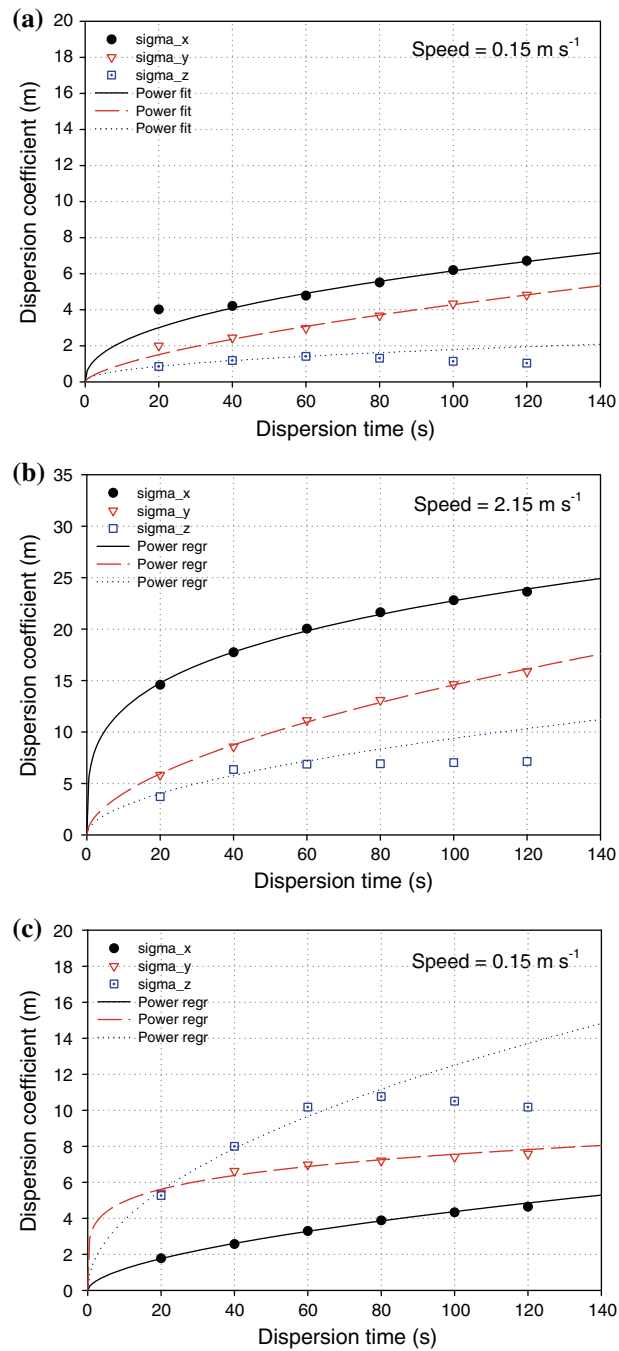 (a)
20
18
16
14
12
10
8
6
4
2
0
Dispersion coefficient (m)
sigma_x
sigma_y
sigma_z
Power fit
Power fit
Power fit
Speed = 0.15 m s⁻¹
0 20 40 60 80 100 120 140
Dispersion time (s)
(b)
35
30
25
20
15
10
5
0
Dispersion coefficient (m)
sigma_x
sigma_y
sigma_z
Power regr
Power regr
Power regr
Speed = 2.15 m s⁻¹
0 20 40 60 80 100 120 140
Dispersion time (s)
(c)
20
18
16
14
12
10
8
6
4
2
0
Dispersion coefficient (m)
sigma_x
sigma_y
sigma_z
Power regr
Power regr
Power regr
Speed = 0.15 m s⁻¹
0 20 40 60 80 100 120 140
Dispersion time (s)